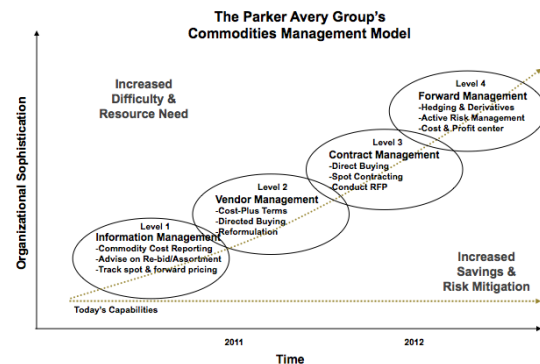 The Parker Avery Group's
Commodities Management Model
Organizational Sophistication
Increased
Difficulty &
Resource Need
Level 4
Forward Management
-Hedging & Derivatives
-Active Risk Management
-Cost & Profit center
Level 3
Contract Management
-Direct Buying
-Spot Contracting
-Conduct RFP
Level 2
Vendor Management
-Cost-Plus Terms
-Directed Buying
-Reformulation
Level 1
Information Management
-Commodity Cost Reporting
-Advise on Re-bid/Assortment
-Track spot & forward pricing
Increased
Savings &
Risk Mitigation
Today's Capabilities
2011
2012
Time